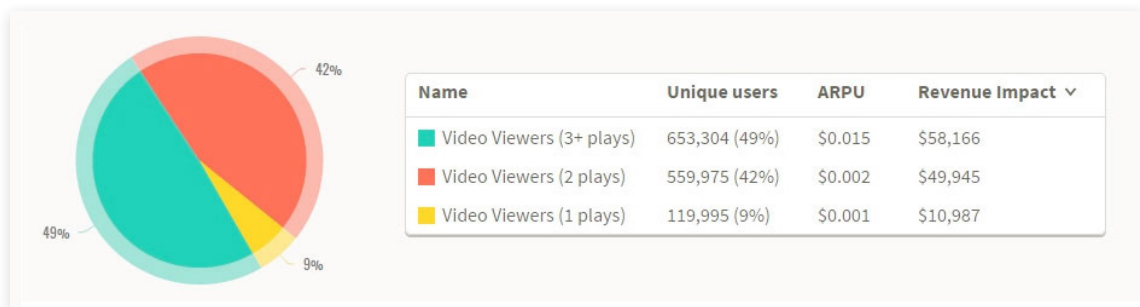 42%
49%
9%
Name Unique users ARPU Revenue Impact
Video Viewers (3+ plays) 653,304 (49%) $0.015 $58,166
Video Viewers (2 plays) 559,975 (42%) $0.002 $49,945
Video Viewers (1 plays) 119,995 (9%) $0.001 $10,987